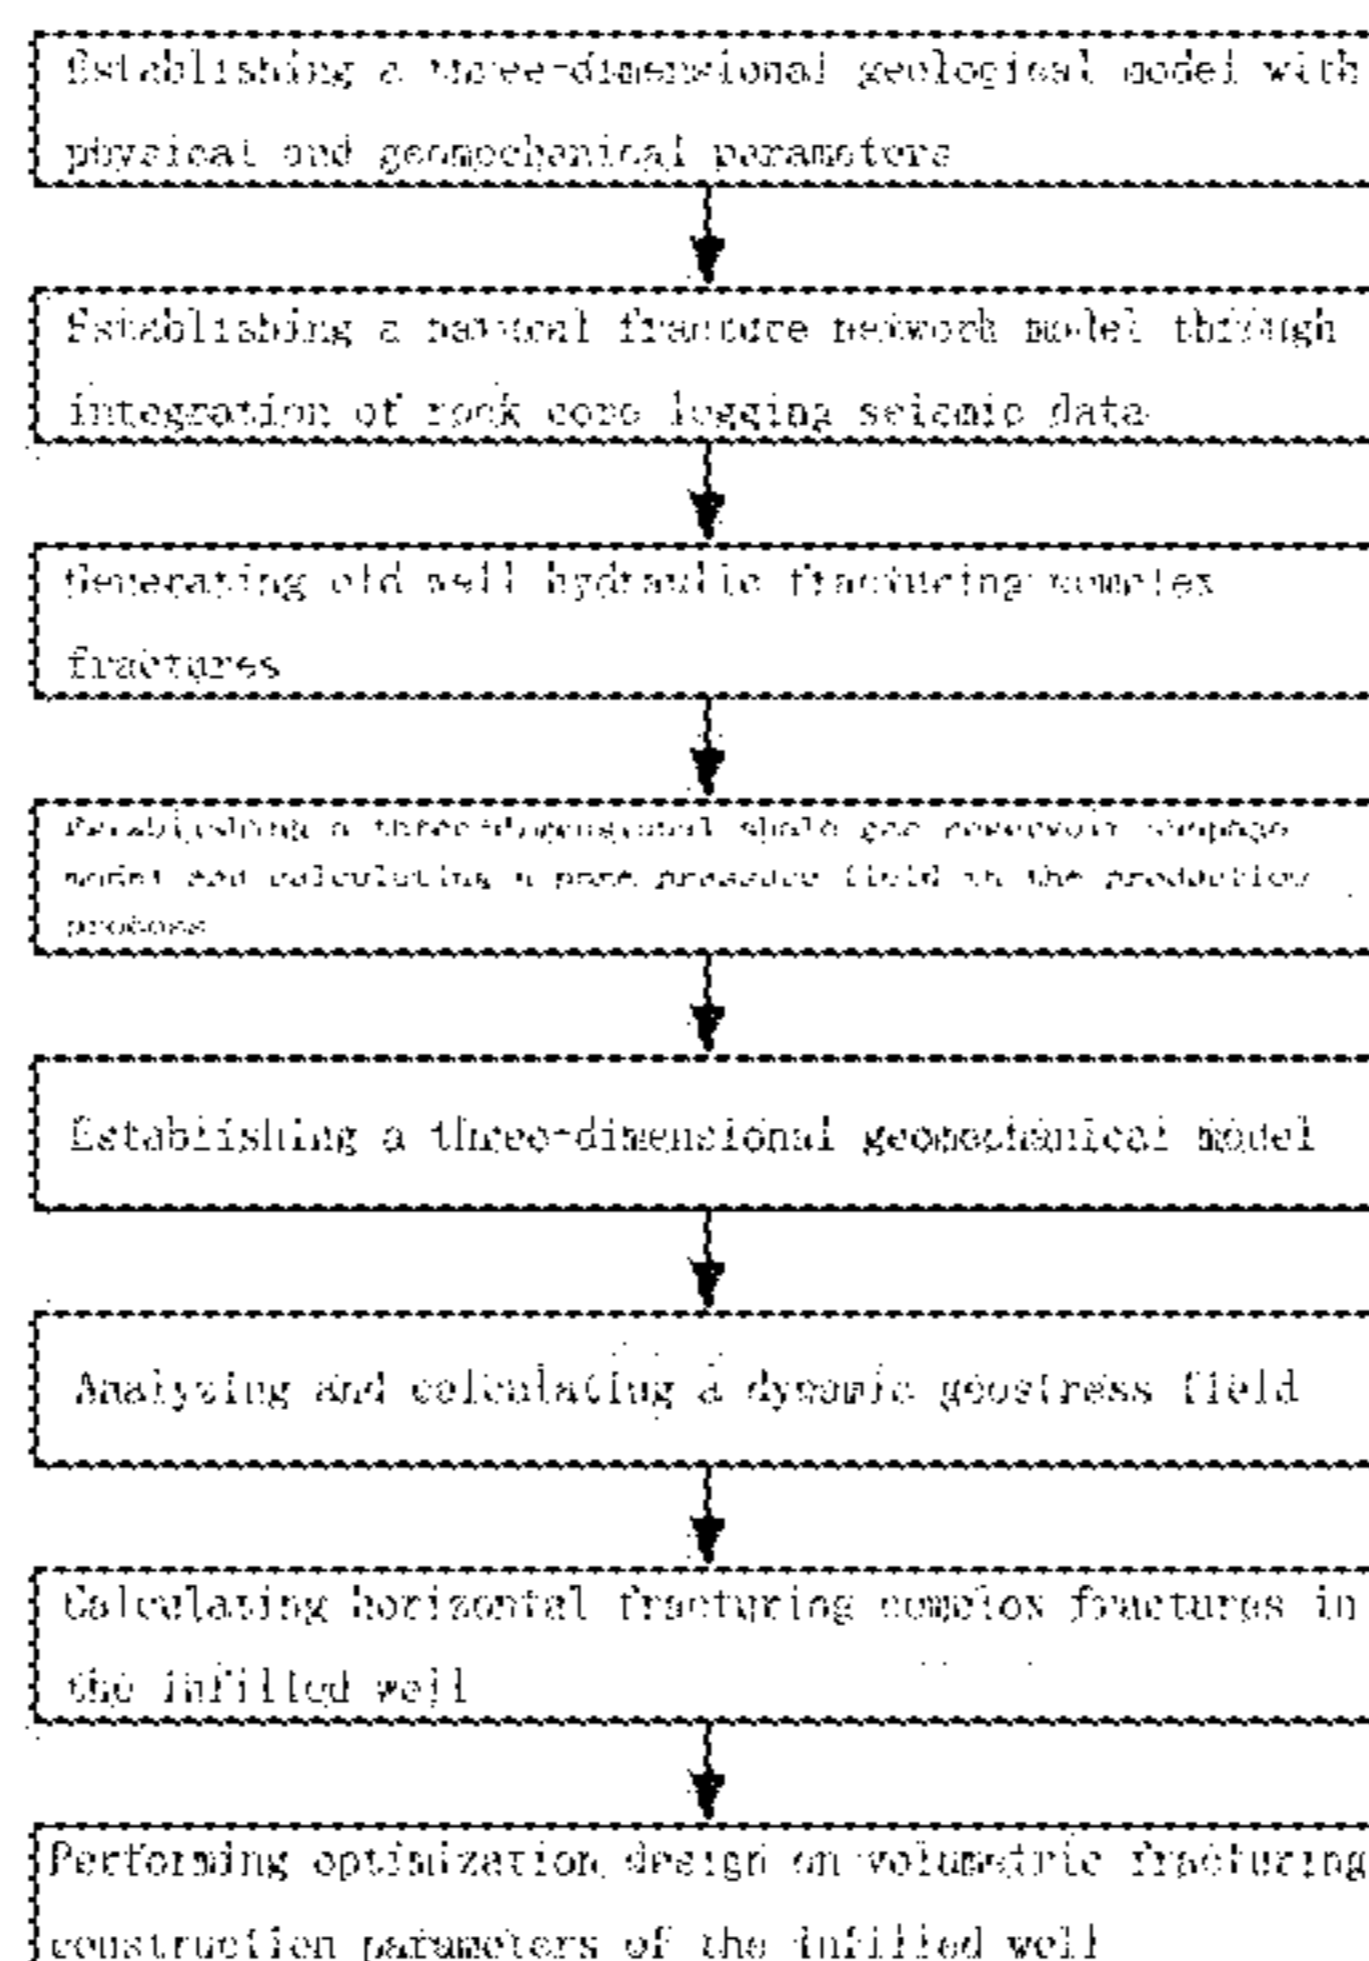 Establishing a three-dimensional geological model with
physical and geomechanical parameters
Establishing a natural fracture network model through
integration of rock core logging seismic data
Generating old well hydraulic fracturing complex
fractures
Establishing a three-dimensional shale gas reservoir seepage
model and calculating a pore pressure field in the production
process
Establishing a three-dimensional geomechanical model
Analyzing and calculating a dynamic geostress field
Calculating horizontal fracturing complex fractures in
the infilled well
Performing optimization design on volumetric fracturing
construction parameters of the infilled well